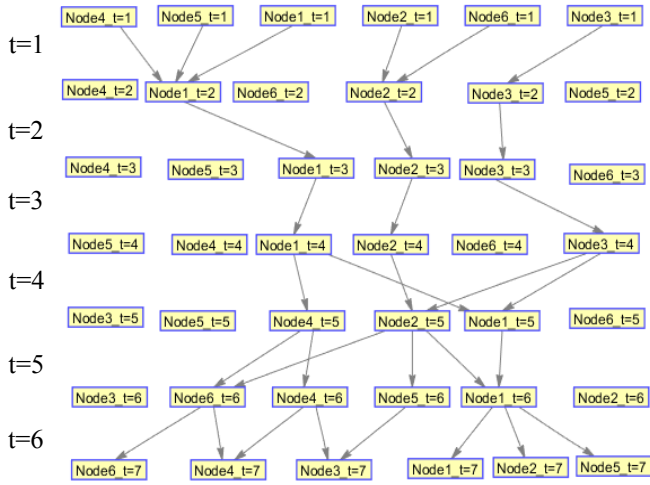 Node4_t=1 Node5_t=1 Node1_t=1 Node2_t=1 Node6_t=1 Node3_t=1
t=1
Node4_t=2 Node1_t=2 Node6_t=2 Node2_t=2 Node3_t=2 Node5_t=2
t=2
Node4_t=3 Node5_t=3 Node1_t=3 Node2_t=3 Node3_t=3 Node6_t=3
t=3
Node5_t=4 Node4_t=4 Node1_t=4 Node2_t=4 Node6_t=4 Node3_t=4
t=4
Node3_t=5 Node5_t=5 Node4_t=5 Node2_t=5 Node1_t=5 Node6_t=5
t=5
Node3_t=6 Node6_t=6 Node4_t=6 Node5_t=6 Node1_t=6 Node2_t=6
t=6
Node6_t=7 Node4_t=7 Node3_t=7 Node1_t=7 Node2_t=7 Node5_t=7